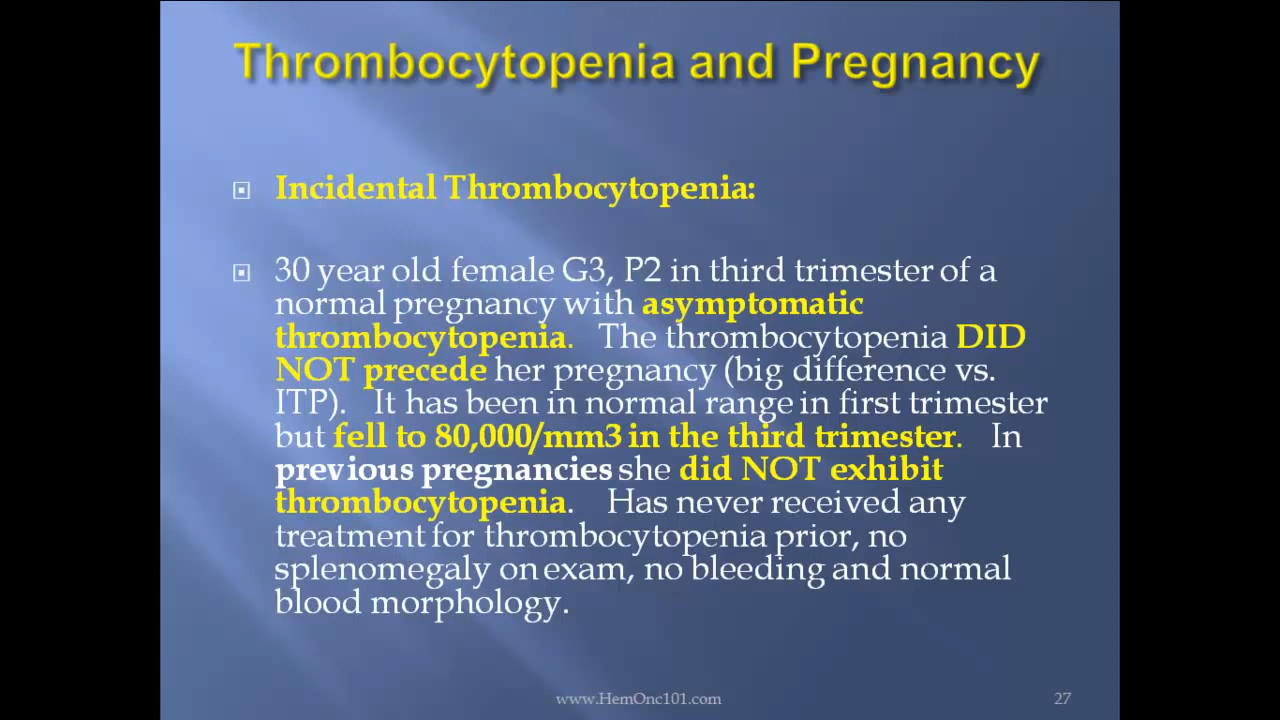 Thrombocytopenia and Pregnancy
Incidental Thrombocytopenia:
30 year old female G3, P2 in third trimester of a
normal pregnancy with asymptomatic
thrombocytopenia. The thrombocytopenia DID
NOT precede her pregnancy (big difference vs.
ITP). It has been in normal range in first trimester
but fell to 80,000/mm3 in the third trimester. In
previous pregnancies she did NOT exhibit
thrombocytopenia. Has never received any
treatment for thrombocytopenia prior, no
splenomegaly on exam, no bleeding and normal
blood morphology.
www.HemOnc101.com 27